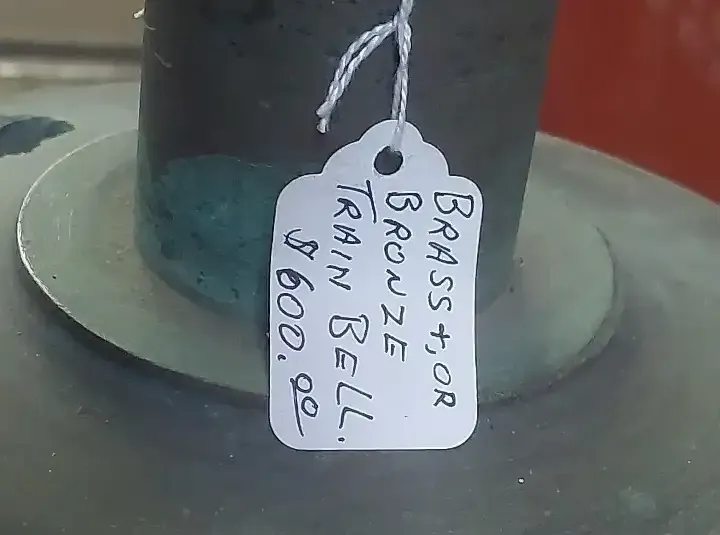 BRASS +, OR
BRONZE
TRAIN BELL.
$600.00